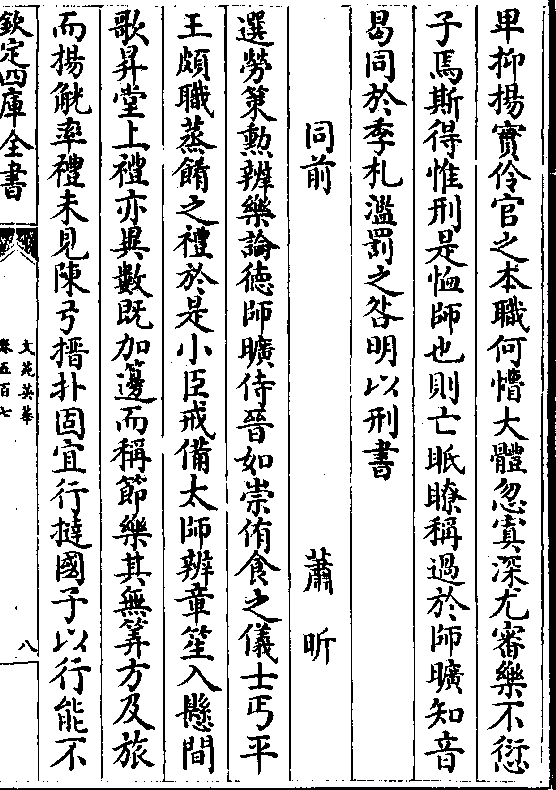 卑抑揚實伶官之本職何懵大體忽寘深尤審樂不愆
子焉斯得惟刑是恤師也則亡眂瞭稱過於師曠知音
曷同於季札濫罰之咎明以刑書
同前　蕭昕
選勞策勲辨樂論徳師曠侍晉如崇侑食之儀士丐平
王頗職蒸餚之禮於是小臣戒備太師辨章笙入懸間
歌昇堂上禮亦異數既加籩而稱節樂其無筭方及旅
而揚觥率禮未見陳弓搢扑固宜行撻國子以行能不
欽定四庫全書
文苑英華
卷五百七
八